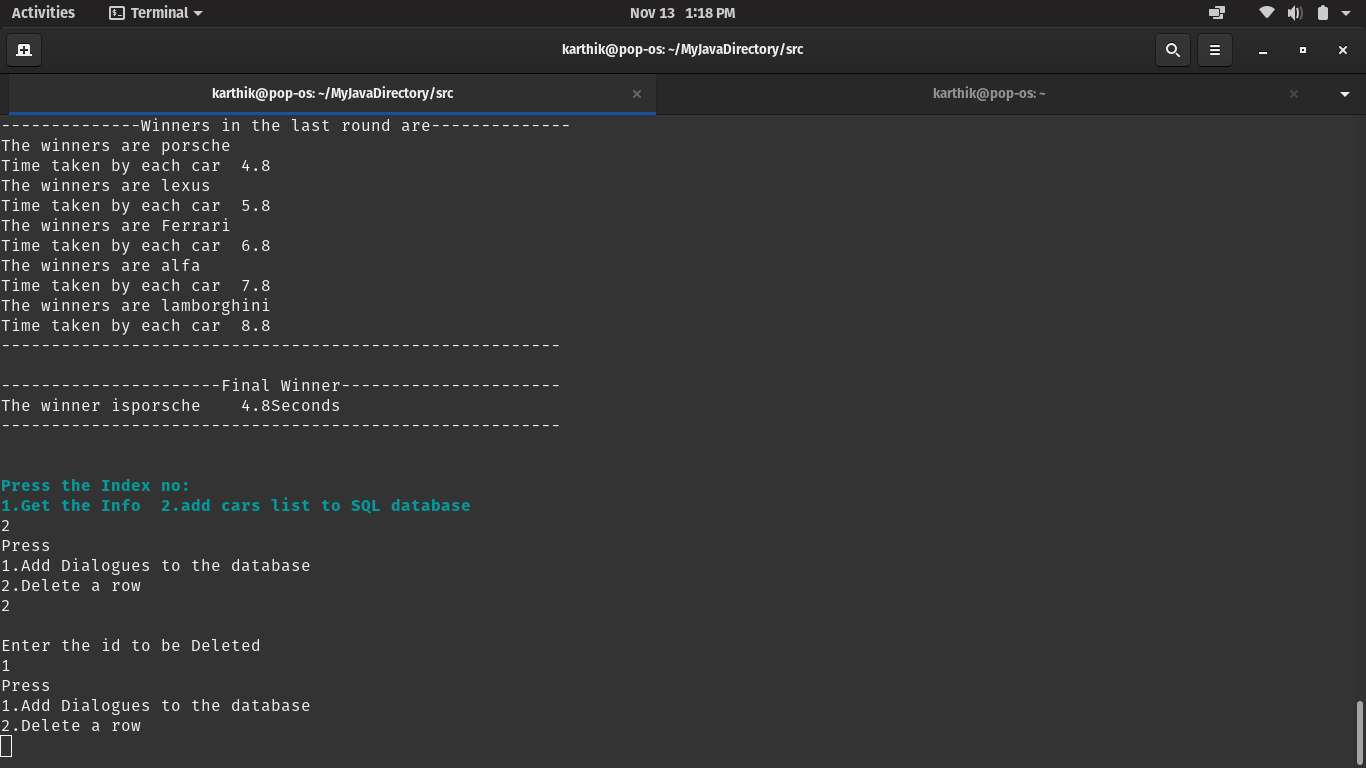 Activities Terminal Nov 13 1:18 PM
karthik@pop-os: ~/MyJavaDirectory/src
karthik@pop-os: ~/MyJavaDirectory/src karthik@pop-os: ~
--------------Winners in the last round are--------------
The winners are porsche
Time taken by each car  4.8
The winners are lexus
Time taken by each car  5.8
The winners are Ferrari
Time taken by each car  6.8
The winners are alfa
Time taken by each car  7.8
The winners are lamborghini
Time taken by each car  8.8
--------------------------------------------------------
----------------------Final Winner----------------------
The winner isporsche    4.8Seconds
--------------------------------------------------------
Press the Index no:
1.Get the Info  2.add cars list to SQL database
2
Press
1.Add Dialogues to the database
2.Delete a row
2
Enter the id to be Deleted
1
Press
1.Add Dialogues to the database
2.Delete a row